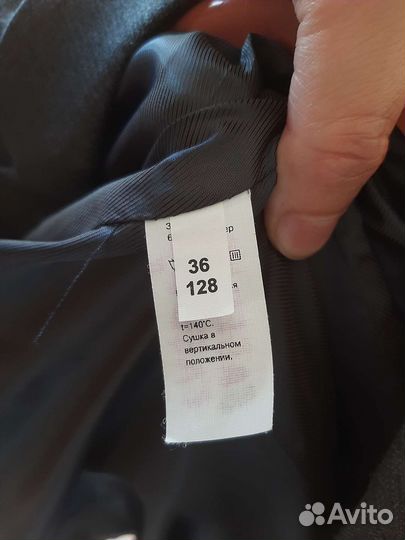 36
128
t=140°C.
Сушка в
вертикальном
положении.
Avito